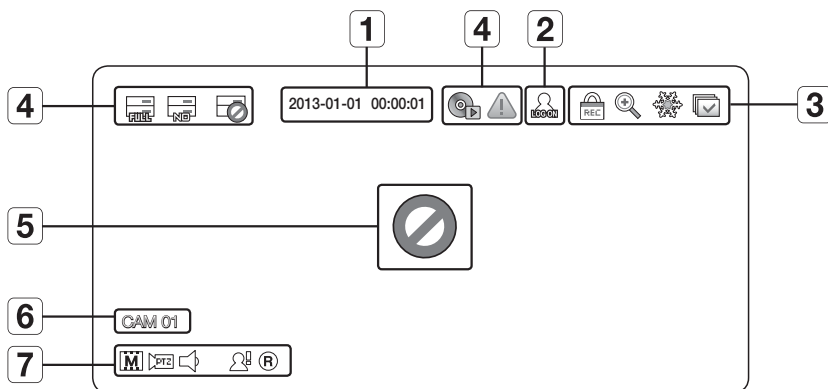 1
4
2
4
FULL
NO
2013-01-01 00:00:01
LOG ON
REC
3
5
6
CAM 01
7
M
PTZ
R